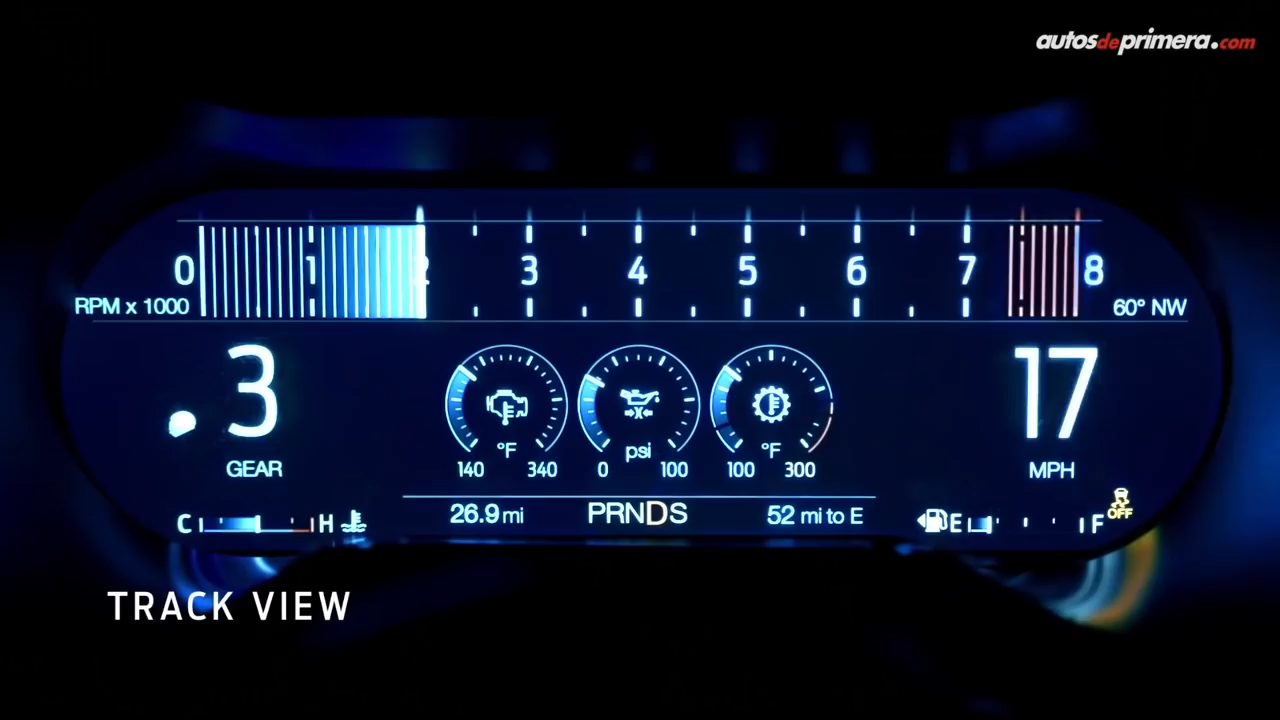 autosdeprimera.com
0 1 2 3 4 5 6 7 8
RPM x 1000
60° NW
3
GEAR
17
MPH
°F
140 340
psi
0 100
°F
100 300
C H
26.9 mi
PRNDS
52 mi to E
E F
OFF
TRACK VIEW